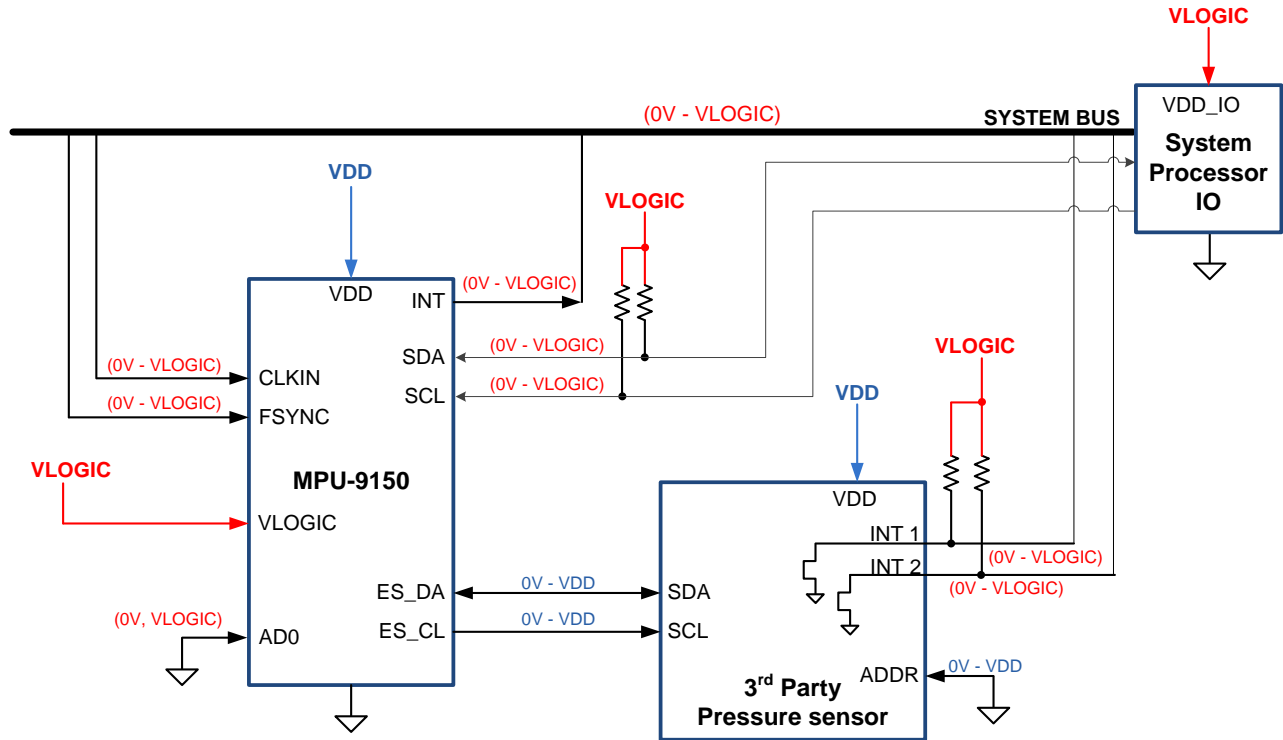 VLOGIC
VDD_IO
System
Processor
IO
(0V - VLOGIC)
SYSTEM BUS
VDD
VLOGIC
VDD
INT
(0V - VLOGIC)
SDA
(0V - VLOGIC)
SCL
(0V - VLOGIC)
(0V - VLOGIC)
CLKIN
(0V - VLOGIC)
FSYNC
VLOGIC
VLOGIC
MPU-9150
VDD
VLOGIC
VDD
INT 1
(0V - VLOGIC)
INT 2
(0V - VLOGIC)
ES_DA
0V - VDD
SDA
ES_CL
0V - VDD
SCL
(0V, VLOGIC)
AD0
ADDR
0V - VDD
3rd Party
Pressure sensor